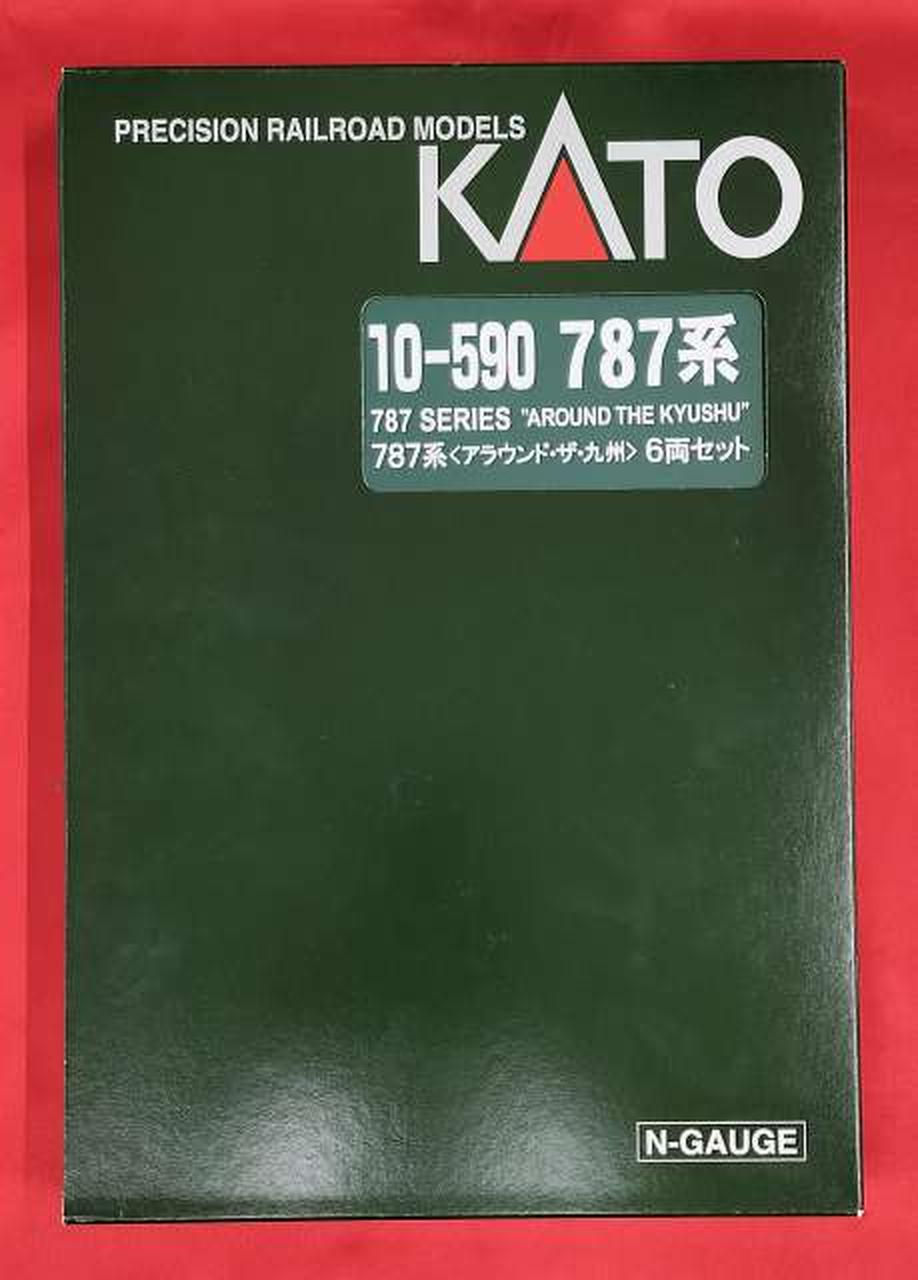 PRECISION RAILROAD MODELS
KATO
10-590 787系
787 SERIES "AROUND THE KYUSHU"
787系<アラウンド・ザ・九州> 6両セット
N-GAUGE